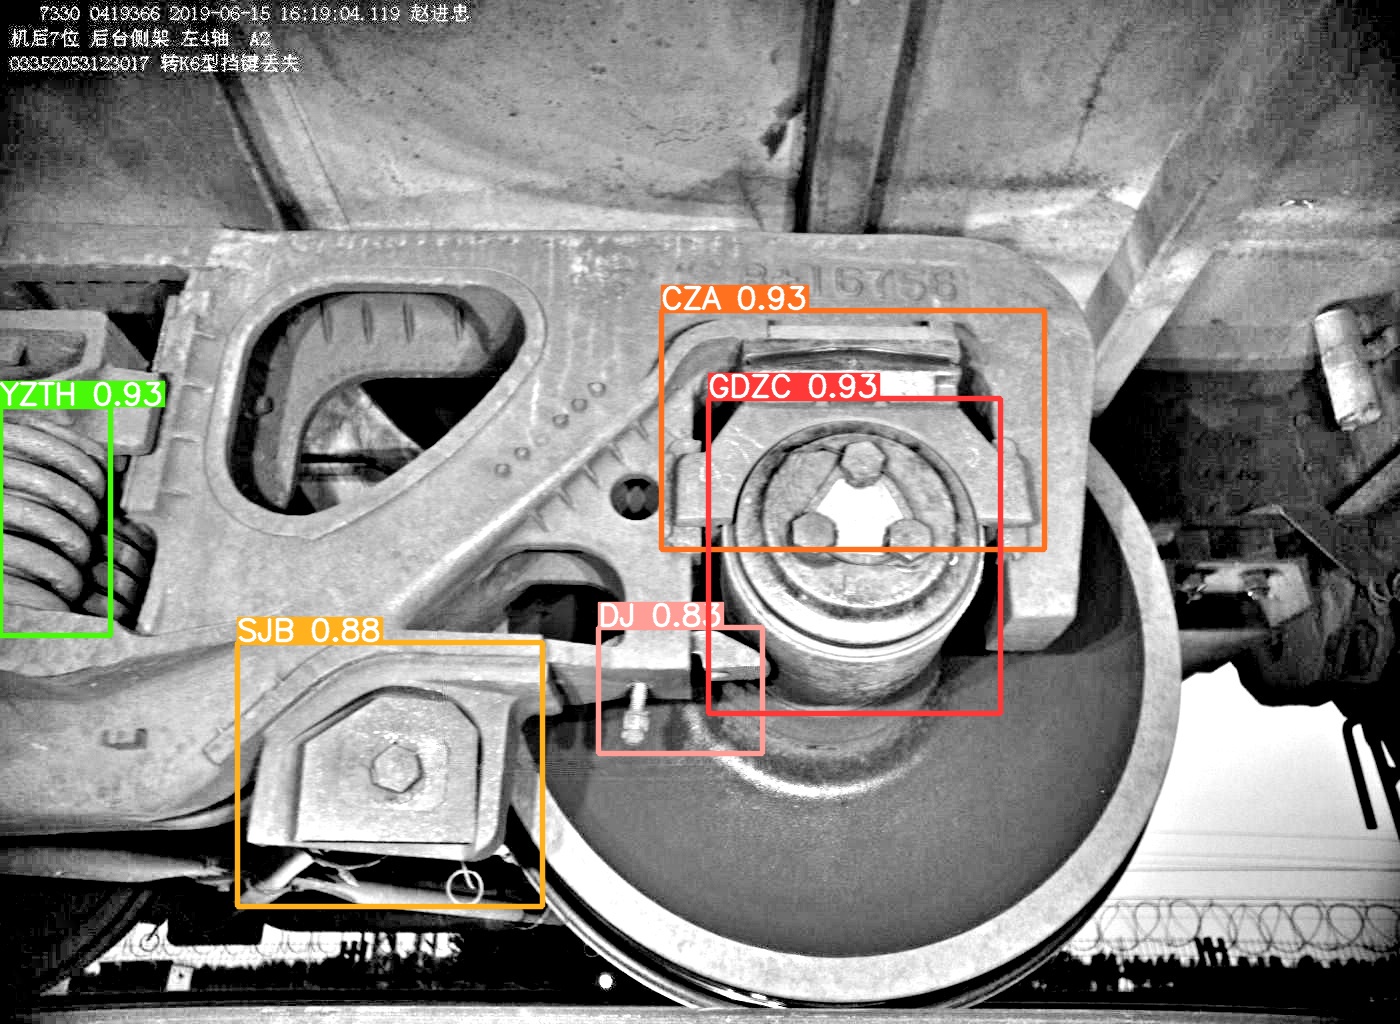 7330 0419366 2019-06-15 16:19:04.119 赵进忠
机后7位 后台侧架 左4轴 A2
03352053123017 转K6型挡键丢失
16758
CZA 0.93
GDZC 0.93
YZTH 0.93
DJ 0.83
SJB 0.88